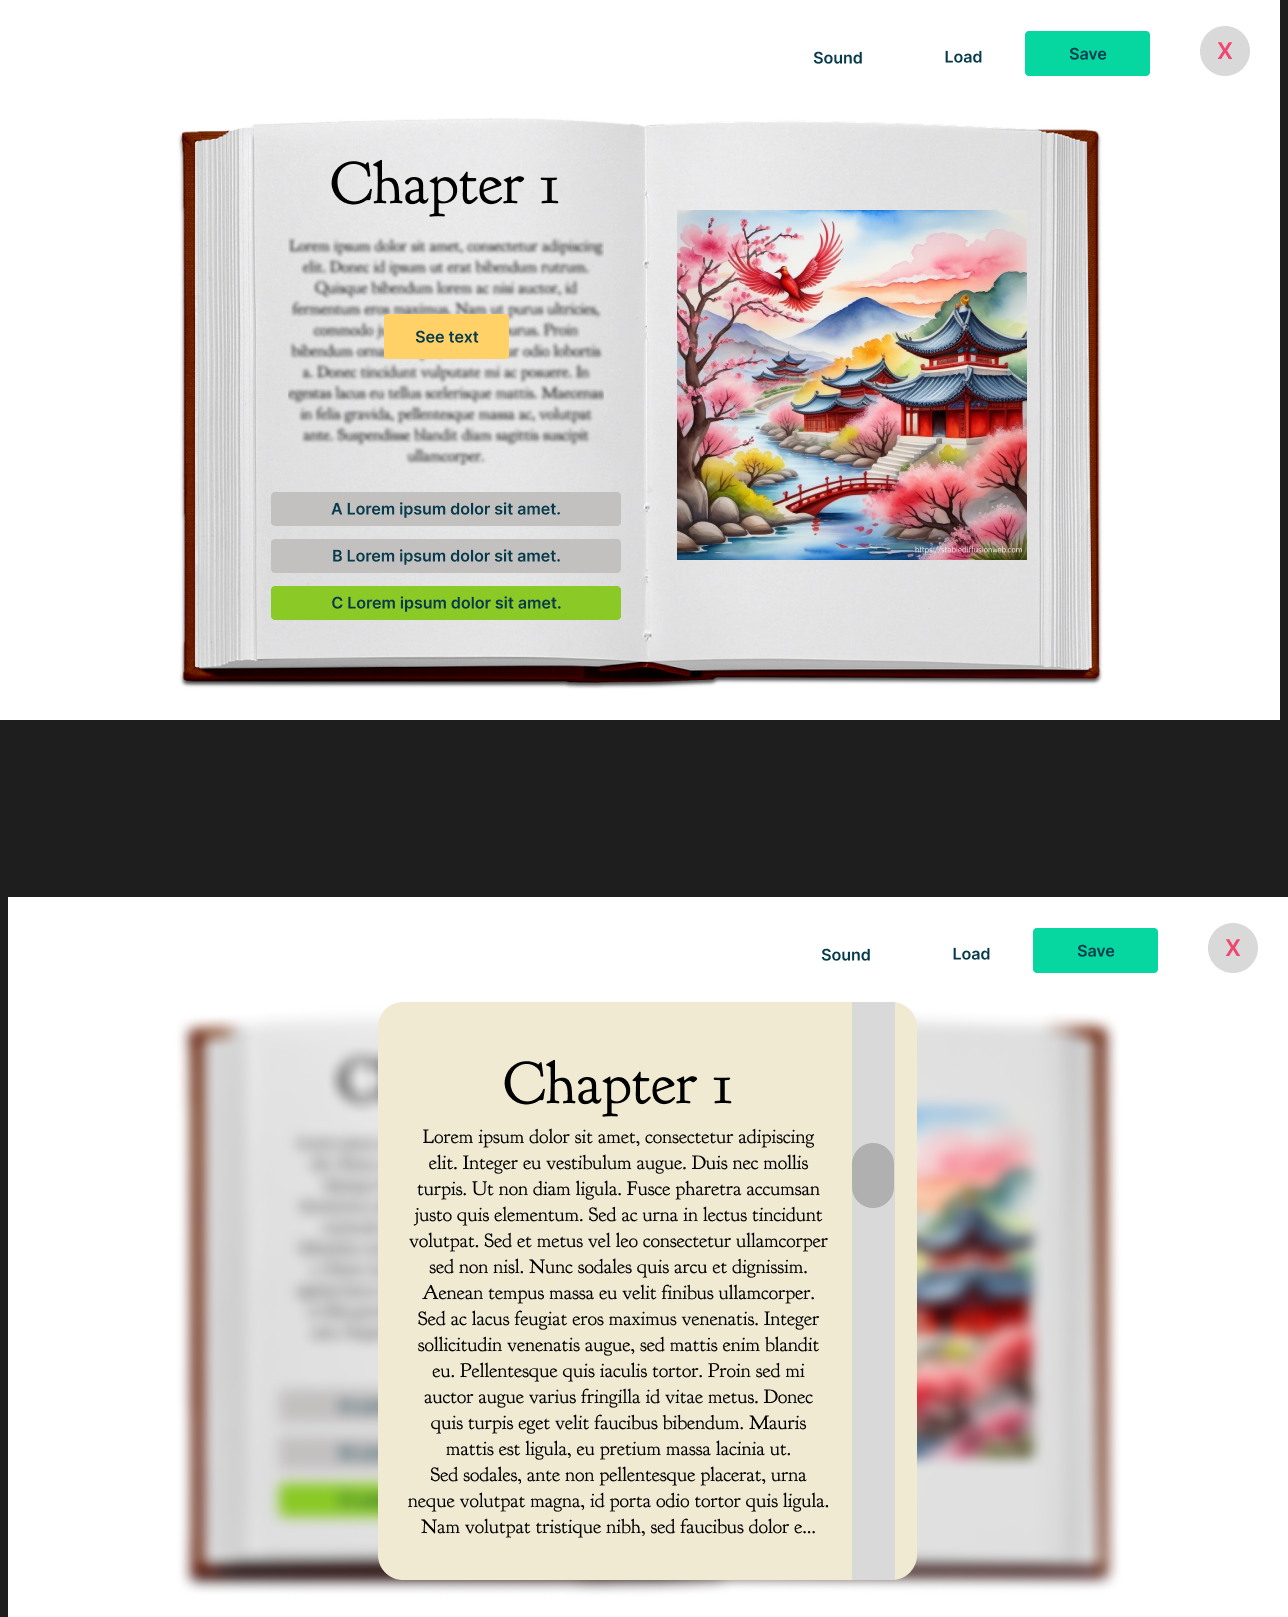 Sound
Load
Save
X
Chapter 1
Lorem ipsum dolor sit amet, consectetur adipiscing
elit. Donec id ipsum ut erat bibendum rutrum.
Quisque bibendum lorem ac nisi auctor, id
fermentum eros maximus. Nam ut purus ultricies,
commodo
Proin
bibendum odio lobortis
a. Donec tincidunt vulputate mi ac posuere. In
egestas lacus eu tellus scelerisque mattis. Maecenas
in felis gravida, pellentesque massa ac, volutpat
ante. Suspendisse blandit diam sagittis suscipit
ullamcorper.
See text
A Lorem ipsum dolor sit amet.
B Lorem ipsum dolor sit amet.
C Lorem ipsum dolor sit amet.
https://stablediffusionweb.com
Sound
Load
Save
X
Chapter 1
Lorem ipsum dolor sit amet, consectetur adipiscing
elit. Integer eu vestibulum augue. Duis nec mollis
turpis. Ut non diam ligula. Fusce pharetra accumsan
justo quis elementum. Sed ac urna in lectus tincidunt
volutpat. Sed et metus vel leo consectetur ullamcorper
sed non nisl. Nunc sodales quis arcu et dignissim.
Aenean tempus massa eu velit finibus ullamcorper.
Sed ac lacus feugiat eros maximus venenatis. Integer
sollicitudin venenatis augue, sed mattis enim blandit
eu. Pellentesque quis iaculis tortor. Proin sed mi
auctor augue varius fringilla id vitae metus. Donec
quis turpis eget velit faucibus bibendum. Mauris
mattis est ligula, eu pretium massa lacinia ut.
Sed sodales, ante non pellentesque placerat, urna
neque volutpat magna, id porta odio tortor quis ligula.
Nam volutpat tristique nibh, sed faucibus dolor e...